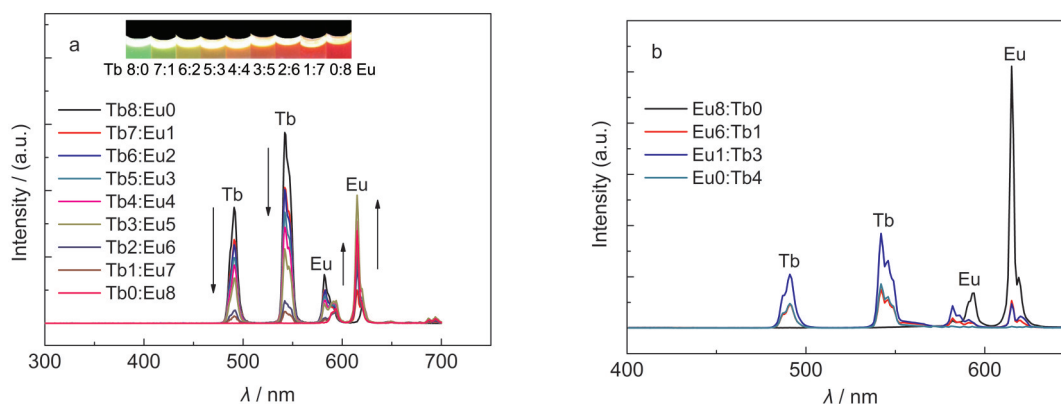 a
Tb 8:0 7:1 6:2 5:3 4:4 3:5 2:6 1:7 0:8 Eu
Tb8:Eu0
Tb7:Eu1
Tb6:Eu2
Tb5:Eu3
Tb4:Eu4
Tb3:Eu5
Tb2:Eu6
Tb1:Eu7
Tb0:Eu8
Tb
Tb
Eu
Eu
Intensity / (a.u.)
300 400 500 600 700
λ / nm
b
Eu8:Tb0
Eu6:Tb1
Eu1:Tb3
Eu0:Tb4
Tb
Tb
Eu
Eu
Intensity (a.u.)
400 500 600
λ / nm